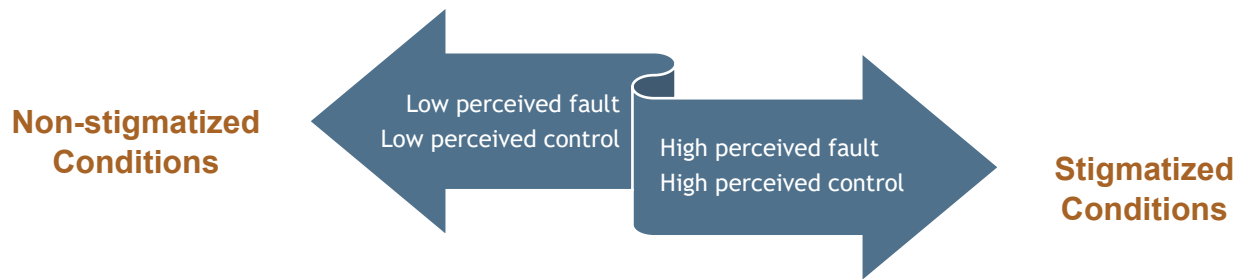 Non-stigmatized
Conditions
Low perceived fault
Low perceived control
High perceived fault
High perceived control
Stigmatized
Conditions